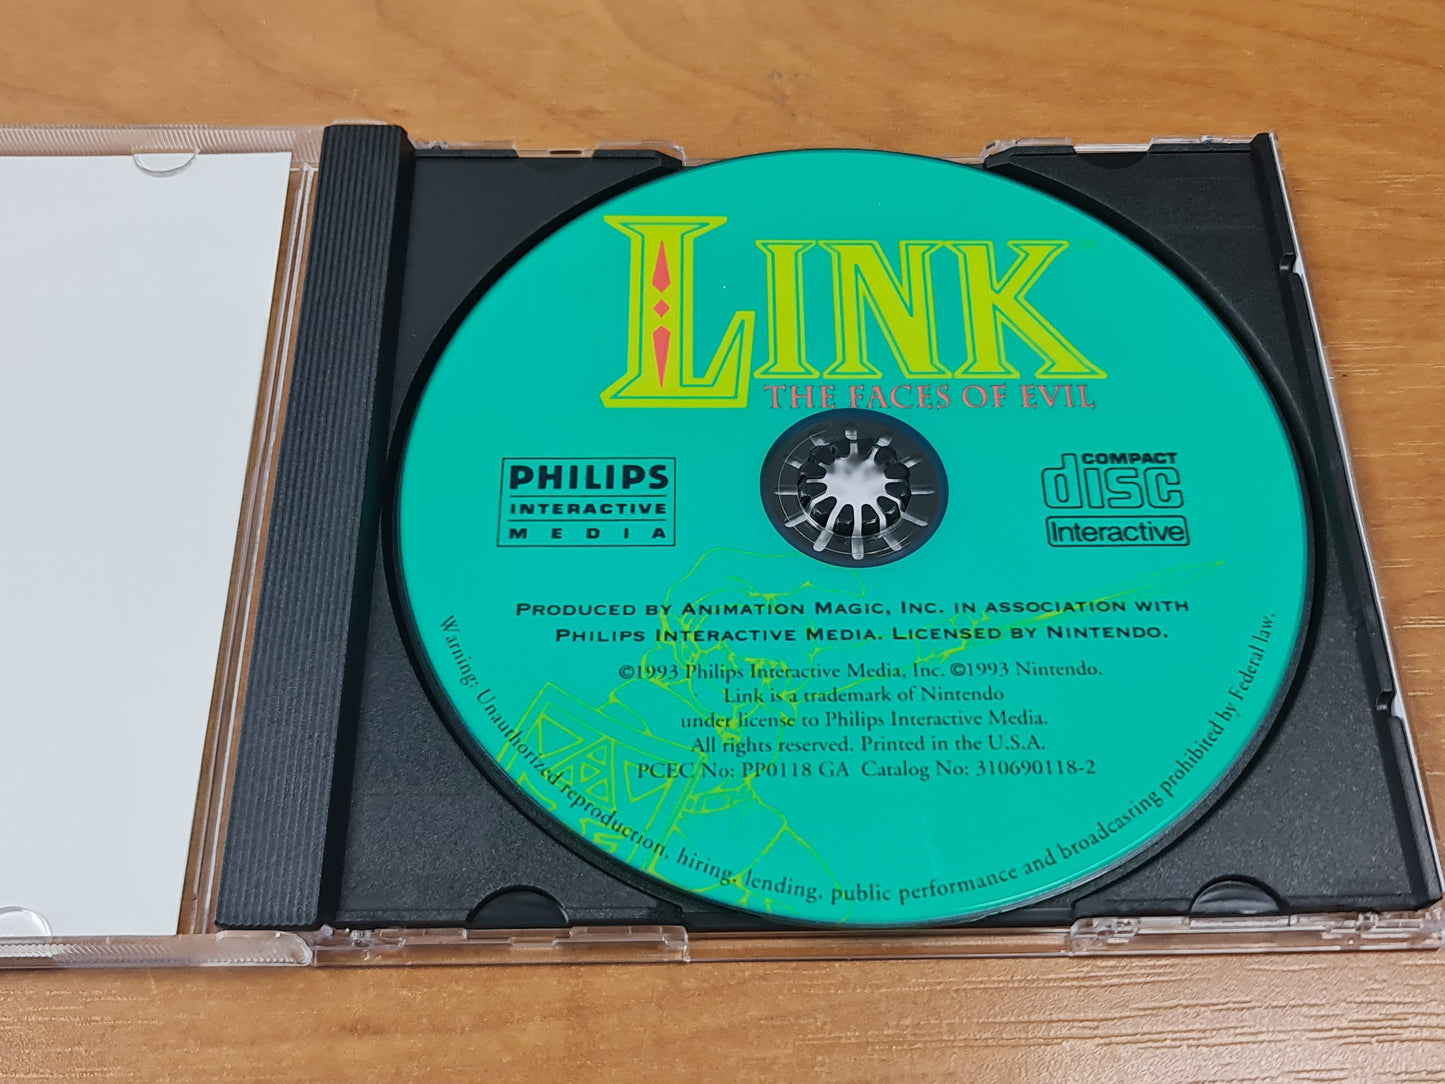 LINK
THE FACES OF EVIL
PHILIPS
INTERACTIVE
MEDIA
COMPACT
disc
Interactive
PRODUCED BY ANIMATION MAGIC, INC. IN ASSOCIATION WITH
PHILIPS INTERACTIVE MEDIA. LICENSED BY NINTENDO.
©1993 Philips Interactive Media, Inc. ©1993 Nintendo.
Link is a trademark of Nintendo
under license to Philips Interactive Media.
All rights reserved. Printed in the U.S.A.
PCEC No: PP0118 GA Catalog No: 310690118-2
Warning: Unauthorized reproduction, hiring, lending, public performance and broadcasting prohibited by Federal law.